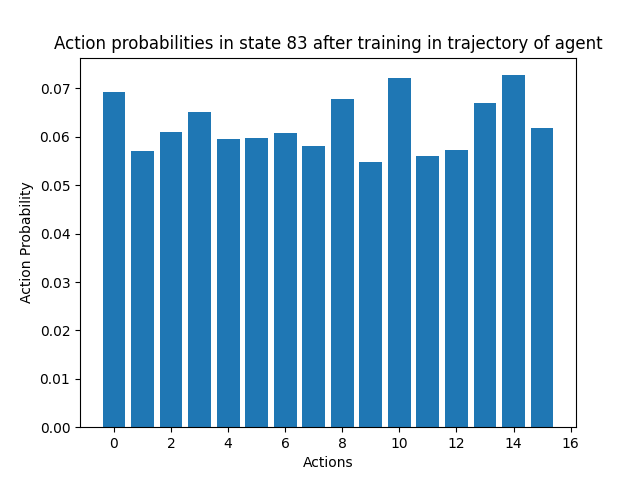 Action probabilities in state 83 after training in trajectory of agent
0.07
0.06
0.05
0.04
0.03
0.02
0.01
0.00
Action Probability
0 2 4 6 8 10 12 14 16
Actions